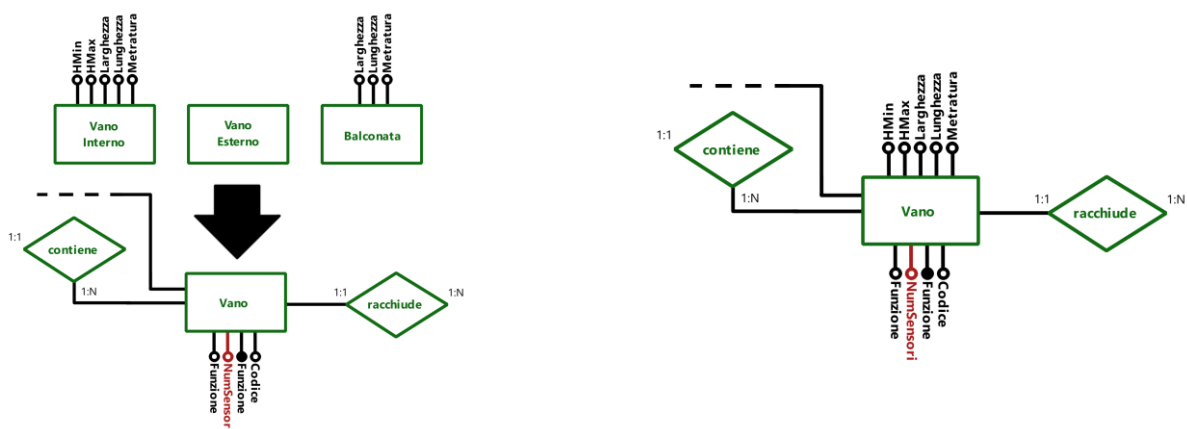 HMin
HMax
Larghezza
Lunghezza
Metratura
Larghezza
Lunghezza
Metratura
Vano
Interno
Vano
Esterno
Balconata
1:1
contiene
1:N
Vano
1:1
racchiude
1:N
Funzione
NumSensor
Funzione
Codice
HMin
HMax
Larghezza
Lunghezza
Metratura
1:1
contiene
1:N
Vano
1:1
racchiude
1:N
Funzione
NumSensori
Funzione
Codice